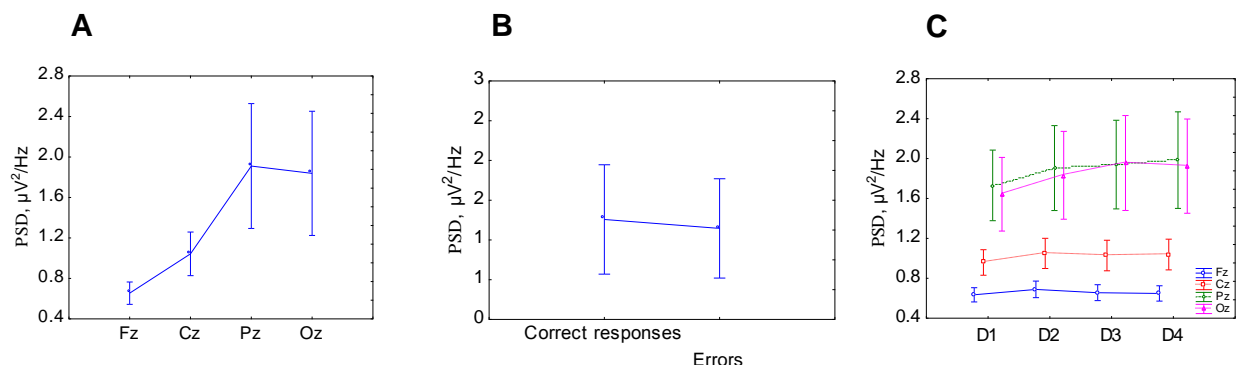 A
PSD, µV²/Hz
2.8
2.4
2.0
1.6
1.2
0.8
0.4
Fz Cz Pz Oz
B
PSD, µV²/Hz
3
2
2
1
1
0
Correct responses
Errors
C
PSD, µV²/Hz
2.8
2.4
2.0
1.6
1.2
0.8
0.4
D1 D2 D3 D4
Fz
Cz
Pz
Oz